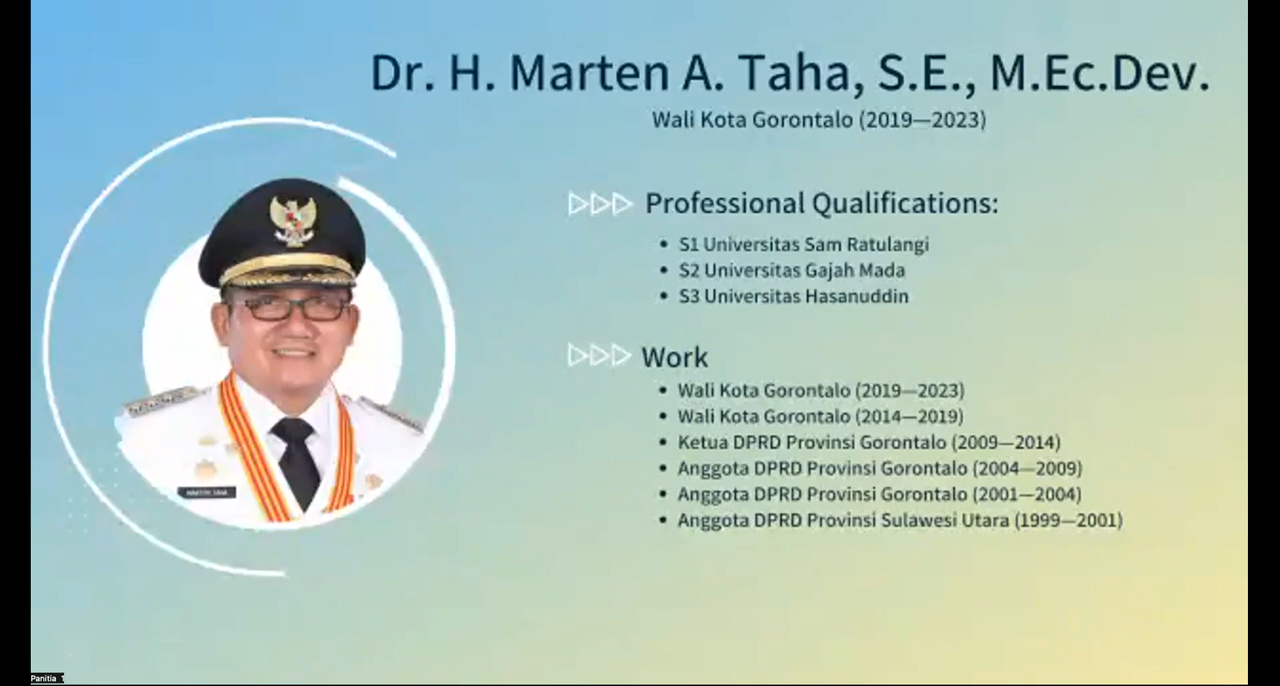 Dr. H. Marten A. Taha, S.E., M.Ec.Dev.
Wali Kota Gorontalo (2019—2023)
Professional Qualifications:
• S1 Universitas Sam Ratulangi
• S2 Universitas Gajah Mada
• S3 Universitas Hasanuddin
Work
• Wali Kota Gorontalo (2019—2023)
• Wali Kota Gorontalo (2014—2019)
• Ketua DPRD Provinsi Gorontalo (2009—2014)
• Anggota DPRD Provinsi Gorontalo (2004—2009)
• Anggota DPRD Provinsi Gorontalo (2001—2004)
• Anggota DPRD Provinsi Sulawesi Utara (1999—2001)
Panitia